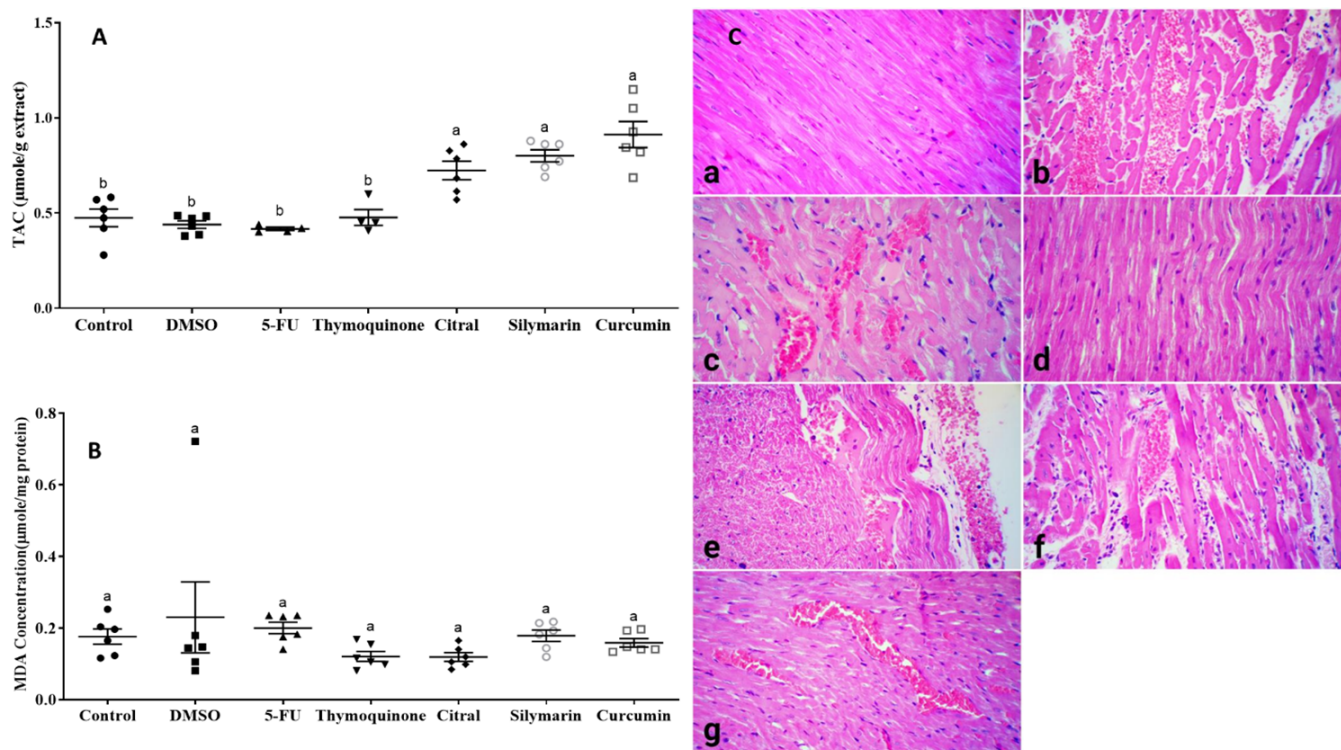 A
TAC (µmole/g extract)
1.5
1.0
0.5
0.0
b
b
b
b
a
a
a
Control
DMSO
5-FU
Thymoquinone
Citral
Silymarin
Curcumin
B
MDA Concentration(µmole/mg protein)
0.8
0.6
0.4
0.2
0.0
a
a
a
a
a
a
a
Control
DMSO
5-FU
Thymoquinone
Citral
Silymarin
Curcumin
C
a
b
c
d
e
f
g